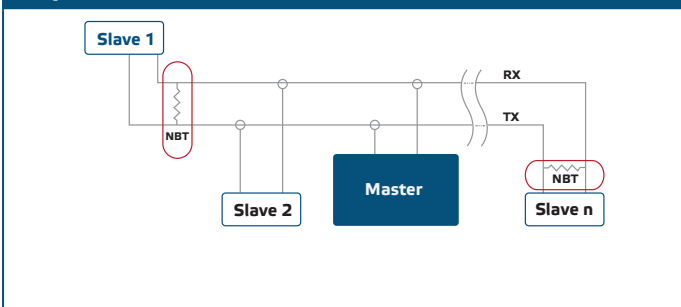 Slave 1
RX
TX
NBT
NBT
Master
Slave 2
Slave n